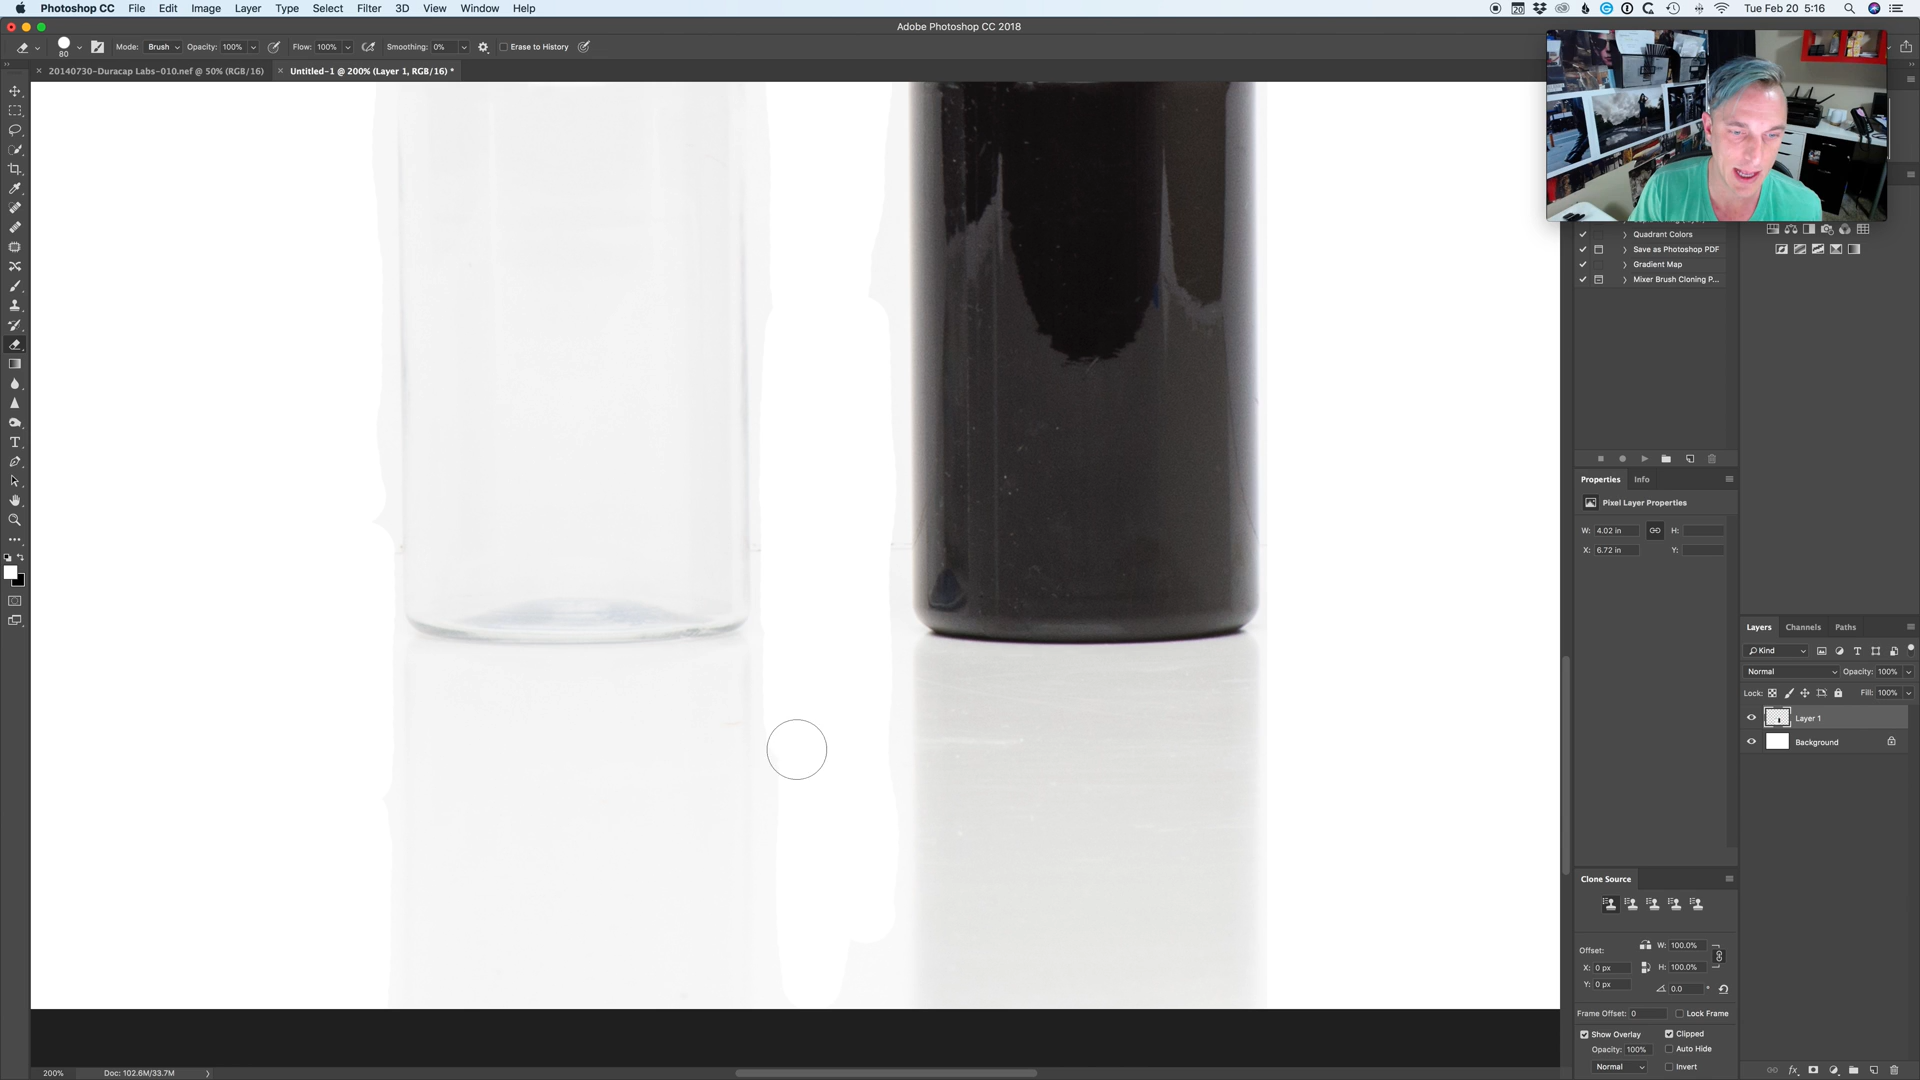 Photoshop CC File Edit Image Layer Type Select Filter 3D View Window Help 20 Tue Feb 20 5:16
Adobe Photoshop CC 2018
80 Mode: Brush Opacity: 100% Flow: 100% Smoothing: 0% Erase to History
20140730-Duracap Labs-010.nef @ 50% (RGB/16) Untitled-1 @ 200% (Layer 1, RGB/16) *
Quadrant Colors
Save as Photoshop PDF
Gradient Map
Mixer Brush Cloning P...
Properties Info
Pixel Layer Properties
W: 4.02 in H:
X: 6.72 in Y:
Layers Channels Paths
Kind
Normal Opacity: 100%
Lock: Fill: 100%
Layer 1
Background
Clone Source
Offset: W: 100.0%
X: 0 px H: 100.0%
Y: 0 px 0.0 °
Frame Offset: 0 Lock Frame
Show Overlay Clipped
Opacity: 100% Auto Hide
Normal Invert
200% Doc: 102.6M/33.7M